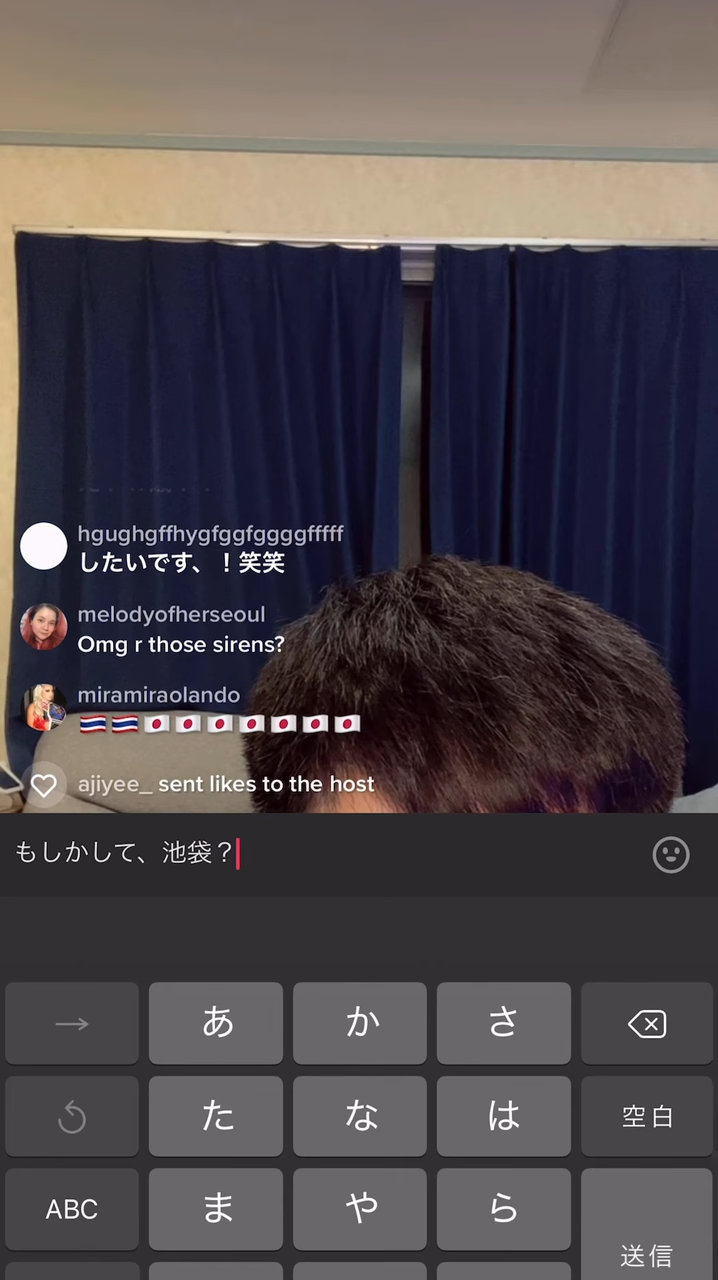 hgughgffhygfggfggggfffff
したいです、！笑笑
melodyofherseoul
Omg r those sirens?
miramiraolando
🇹🇭🇹🇭🇯🇵🇯🇵🇯🇵🇯🇵🇯🇵🇯🇵🇯🇵
ajiyee_ sent likes to the host
もしかして、池袋？
→ あ か さ
た な は 空白
ABC ま や ら
送信